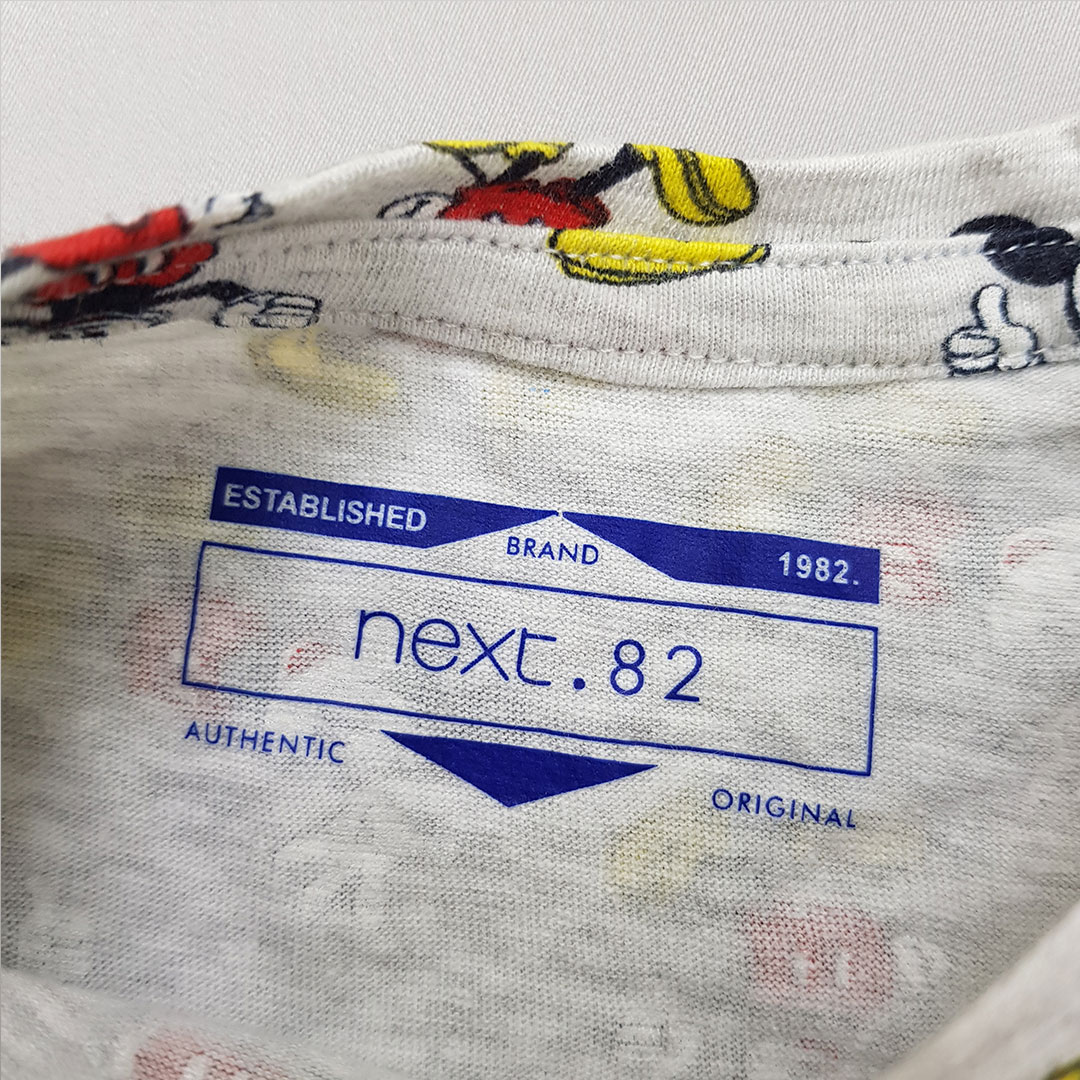 ESTABLISHED
BRAND
1982.
next.82
AUTHENTIC
ORIGINAL